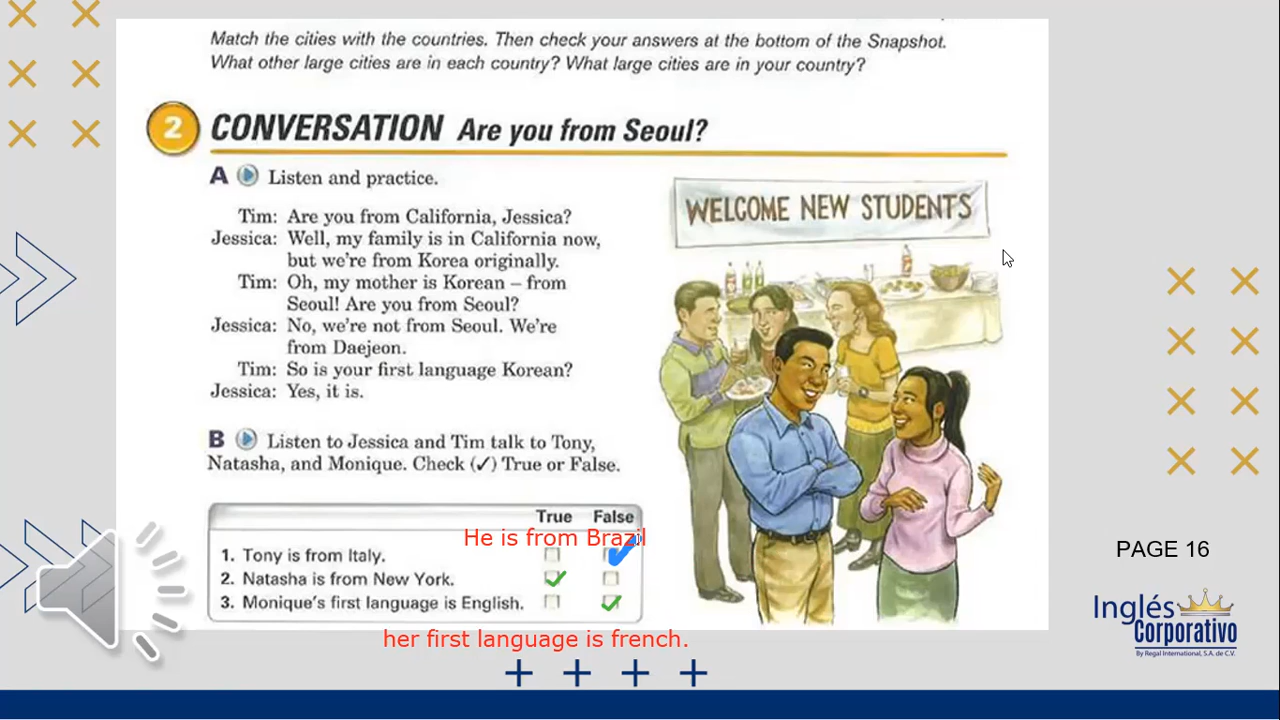 Match the cities with the countries. Then check your answers at the bottom of the Snapshot.
What other large cities are in each country? What large cities are in your country?
2 CONVERSATION Are you from Seoul?
A Listen and practice.
Tim: Are you from California, Jessica?
Jessica: Well, my family is in California now,
but we're from Korea originally.
Tim: Oh, my mother is Korean – from
Seoul! Are you from Seoul?
Jessica: No, we're not from Seoul. We're
from Daejeon.
Tim: So is your first language Korean?
Jessica: Yes, it is.
B Listen to Jessica and Tim talk to Tony,
Natasha, and Monique. Check (✓) True or False.
True False
He is from Brazil
1. Tony is from Italy.
2. Natasha is from New York.
3. Monique's first language is English.
her first language is french.
WELCOME NEW STUDENTS
PAGE 16
Inglés
Corporativo
By Regal International, S.A. de C.V.